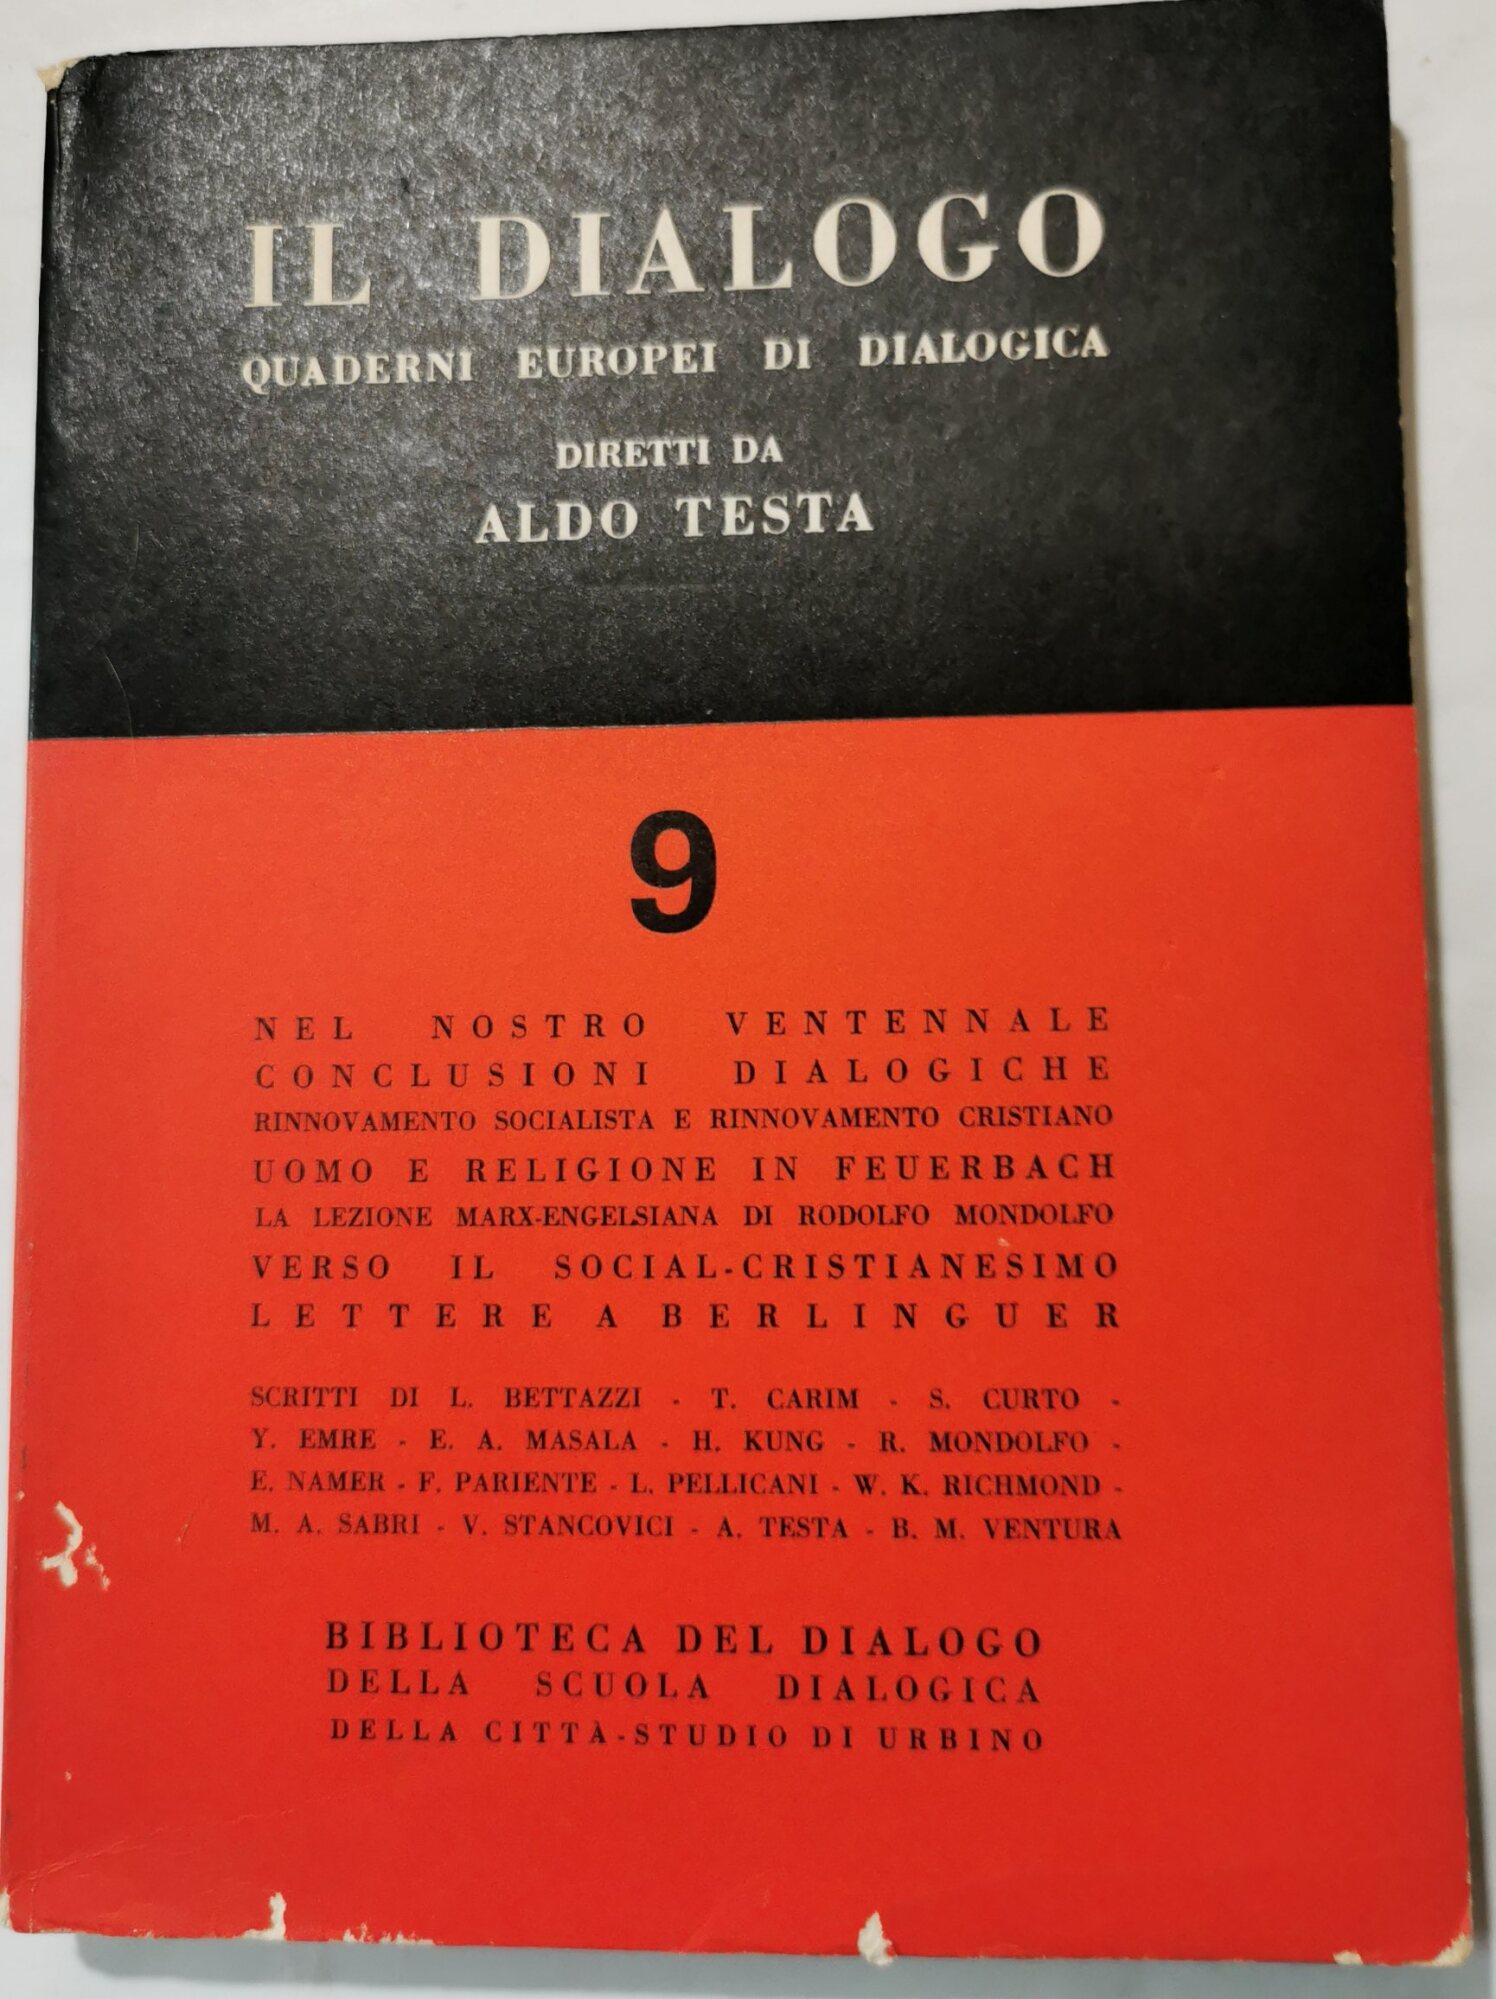 IL DIALOGO
QUADERNI EUROPEI DI DIALOGICA
DIRETTI DA
ALDO TESTA
9
NEL NOSTRO VENTENNALE
CONCLUSIONI DIALOGICHE
RINNOVAMENTO SOCIALISTA E RINNOVAMENTO CRISTIANO
UOMO E RELIGIONE IN FEUERBACH
LA LEZIONE MARX-ENGELSIANA DI RODOLFO MONDOLFO
VERSO IL SOCIAL-CRISTIANESIMO
LETTERE A BERLINGUER
SCRITTI DI L. BETTAZZI - T. CARIM - S. CURTO -
Y. EMRE - E. A. MASALA - H. KUNG - R. MONDOLFO -
E. NAMER - F. PARIENTE - L. PELLICANI - W. K. RICHMOND -
M. A. SABRI - V. STANCOVICI - A. TESTA - B. M. VENTURA
BIBLIOTECA DEL DIALOGO
DELLA SCUOLA DIALOGICA
DELLA CITTÀ-STUDIO DI URBINO